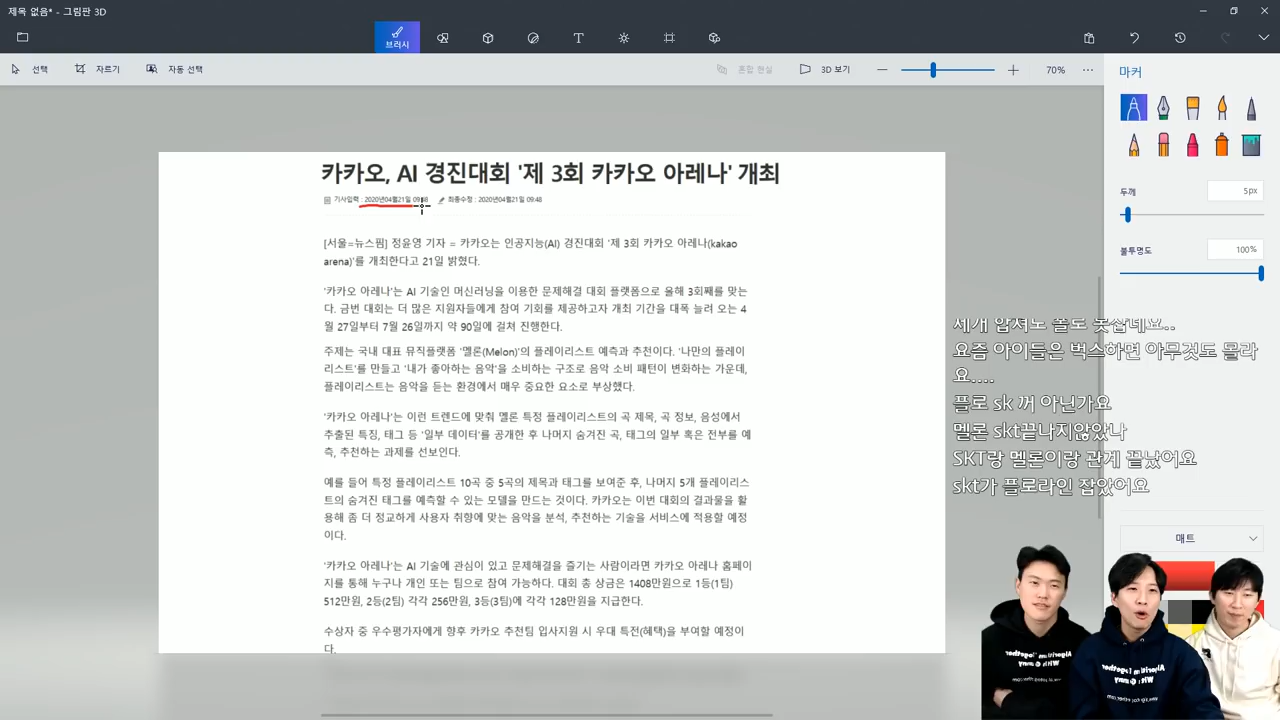 제목 없음* - 그림판 3D
브러시
선택
자르기
자동 선택
혼합 현실
3D 보기
70%
마커
두께
5px
불투명도
100%
매트
카카오, AI 경진대회 '제 3회 카카오 아레나' 개최
기사입력 : 2020년04월21일 09:48
최종수정 : 2020년04월21일 09:48
[서울=뉴스핌] 정윤영 기자 = 카카오는 인공지능(AI) 경진대회 '제 3회 카카오 아레나(kakao
arena)'를 개최한다고 21일 밝혔다.
'카카오 아레나'는 AI 기술인 머신러닝을 이용한 문제해결 대회 플랫폼으로 올해 3회째를 맞는
다. 금번 대회는 더 많은 지원자들에게 참여 기회를 제공하고자 개최 기간을 대폭 늘려 오는 4
월 27일부터 7월 26일까지 약 90일에 걸쳐 진행한다.
주제는 국내 대표 뮤직플랫폼 '멜론(Melon)'의 플레이리스트 예측과 추천이다. '나만의 플레이
리스트'를 만들고 '내가 좋아하는 음악'을 소비하는 구조로 음악 소비 패턴이 변화하는 가운데,
플레이리스트는 음악을 듣는 환경에서 매우 중요한 요소로 부상했다.
'카카오 아레나'는 이런 트렌드에 맞춰 멜론 특정 플레이리스트의 곡 제목, 곡 정보, 음성에서
추출된 특징, 태그 등 '일부 데이터'를 공개한 후 나머지 숨겨진 곡, 태그의 일부 혹은 전부를 예
측, 추천하는 과제를 선보인다.
예를 들어 특정 플레이리스트 10곡 중 5곡의 제목과 태그를 보여준 후, 나머지 5개 플레이리스
트의 숨겨진 태그를 예측할 수 있는 모델을 만드는 것이다. 카카오는 이번 대회의 결과물을 활
용해 좀 더 정교하게 사용자 취향에 맞는 음악을 분석, 추천하는 기술을 서비스에 적용할 예정
이다.
'카카오 아레나'는 AI 기술에 관심이 있고 문제해결을 즐기는 사람이라면 카카오 아레나 홈페이
지를 통해 누구나 개인 또는 팀으로 참여 가능하다. 대회 총 상금은 1408만원으로 1등(1팀)
512만원, 2등(2팀) 각각 256만원, 3등(3팀)에 각각 128만원을 지급한다.
수상자 중 우수평가자에게 향후 카카오 추천팀 입사지원 시 우대 특전(혜택)을 부여할 예정이
다.
요즘 아이들은 벅스하면 아무것도 몰라
요....
플로 sk 꺼 아닌가요
멜론 skt끝나지않았나
SKT랑 멜론이랑 관계 끝났어요
skt가 플로라인 잡았어요
Algorithm Together
With @ múnny
Algorithm Together